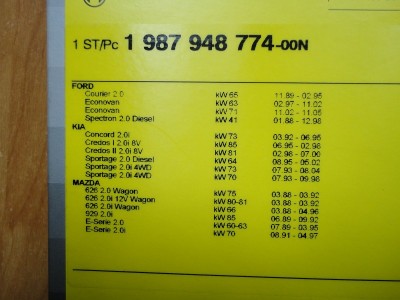 1 ST/Pc 1 987 948 774-00N
FORD
Courier 2.0 kW 65 11.89 - 02.95
Econovan kW 63 02.97 - 11.02
Econovan kW 71 11.02 - 11.05
Spectron 2.0 Diesel kW 41 01.88 - 12.98
KIA
Concord 2.0i kW 73 03.92 - 06.95
Credos I 2.0i 8V kW 85 06.95 - 02.98
Credos II 2.0i 8V kW 81 02.98 - 07.00
Sportage 2.0 Diesel kW 64 08.95 - 05.02
Sportage 2.0i 4WD kW 73 07.93 - 08.04
Sportage 2.0i 4WD kW 70 07.93 - 09.98
MAZDA
626 2.0 Wagon kW 75 03.88 - 03.92
626 2.0i 12V Wagon kW 80-81 03.88 - 03.92
626 2.0i Wagon kW 66 03.88 - 04.96
929 2.0i kW 85 06.89 - 09.92
E-Serie 2.0 kW 60-63 07.89 - 03.95
E-Serie 2.0i kW 70 08.91 - 04.97